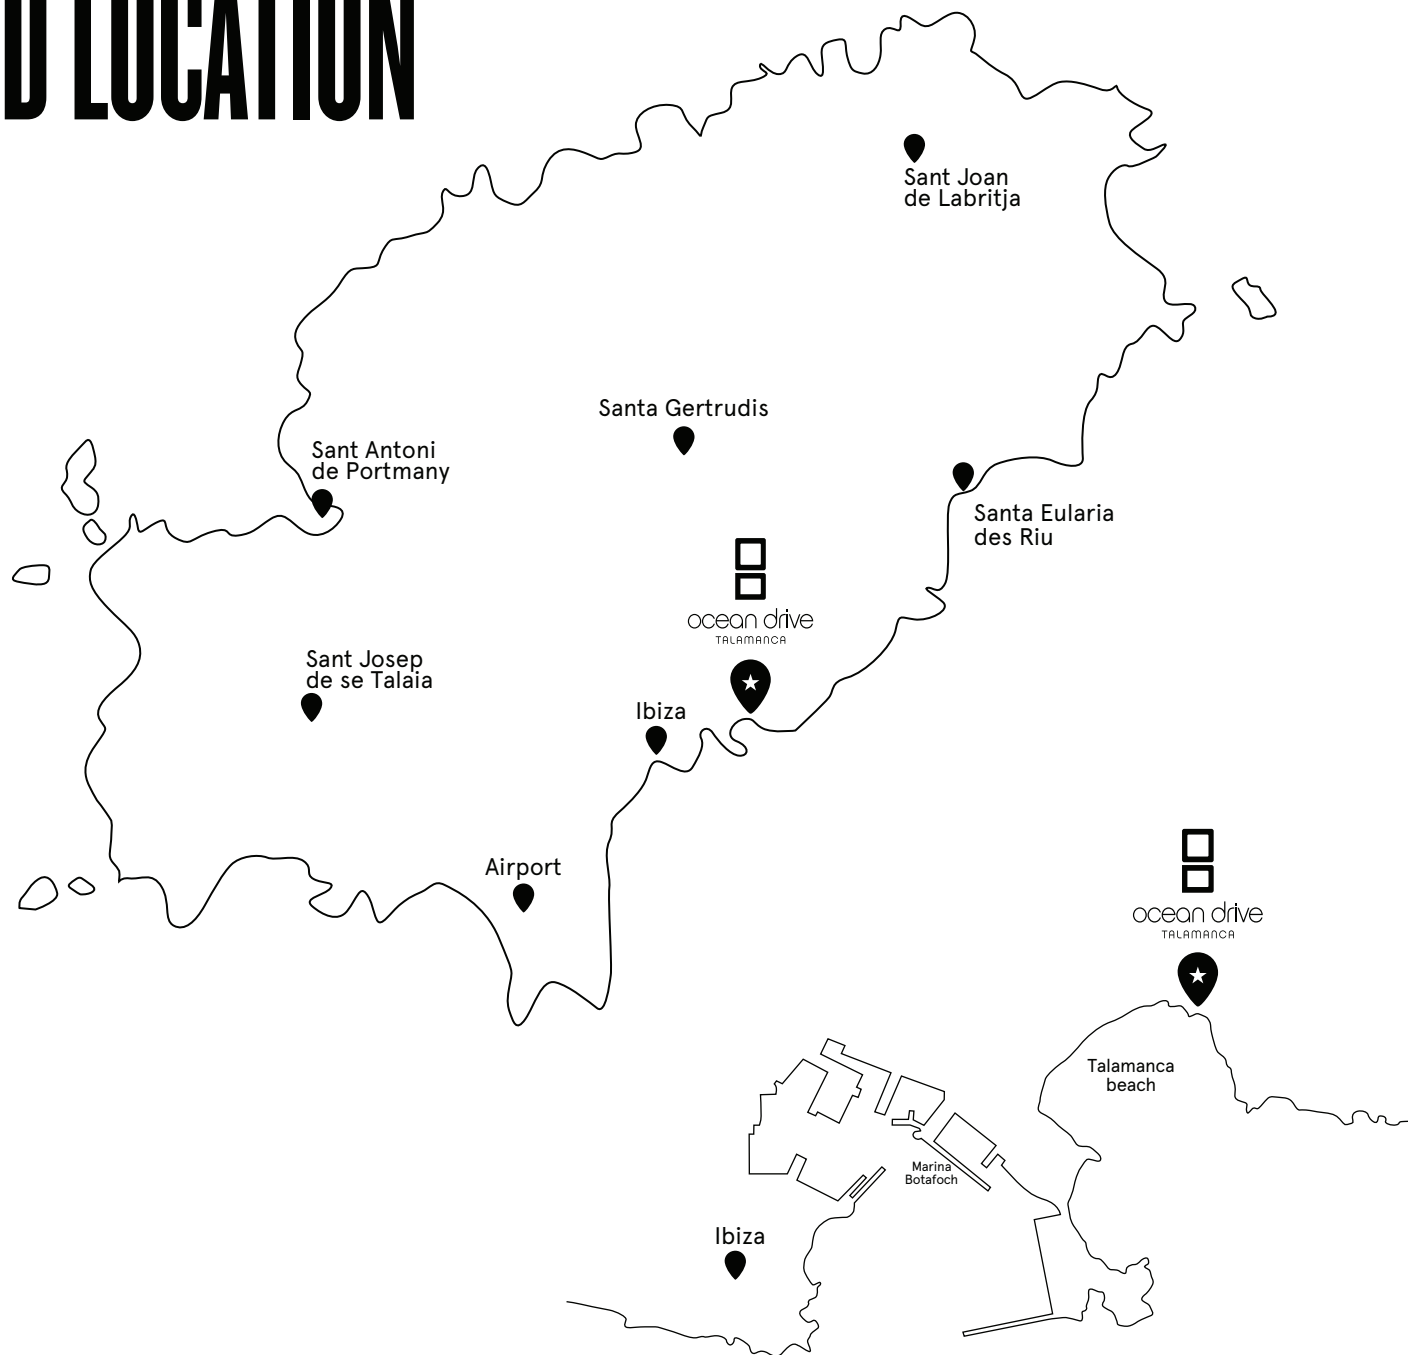 D LOCATION
Sant Joan
de Labritja
Santa Gertrudis
Sant Antoni
de Portmany
Santa Eularia
des Riu
ocean drive
TALAMANCA
Sant Josep
de se Talaia
Ibiza
Airport
ocean drive
TALAMANCA
Talamanca
beach
Marina
Botafoch
Ibiza